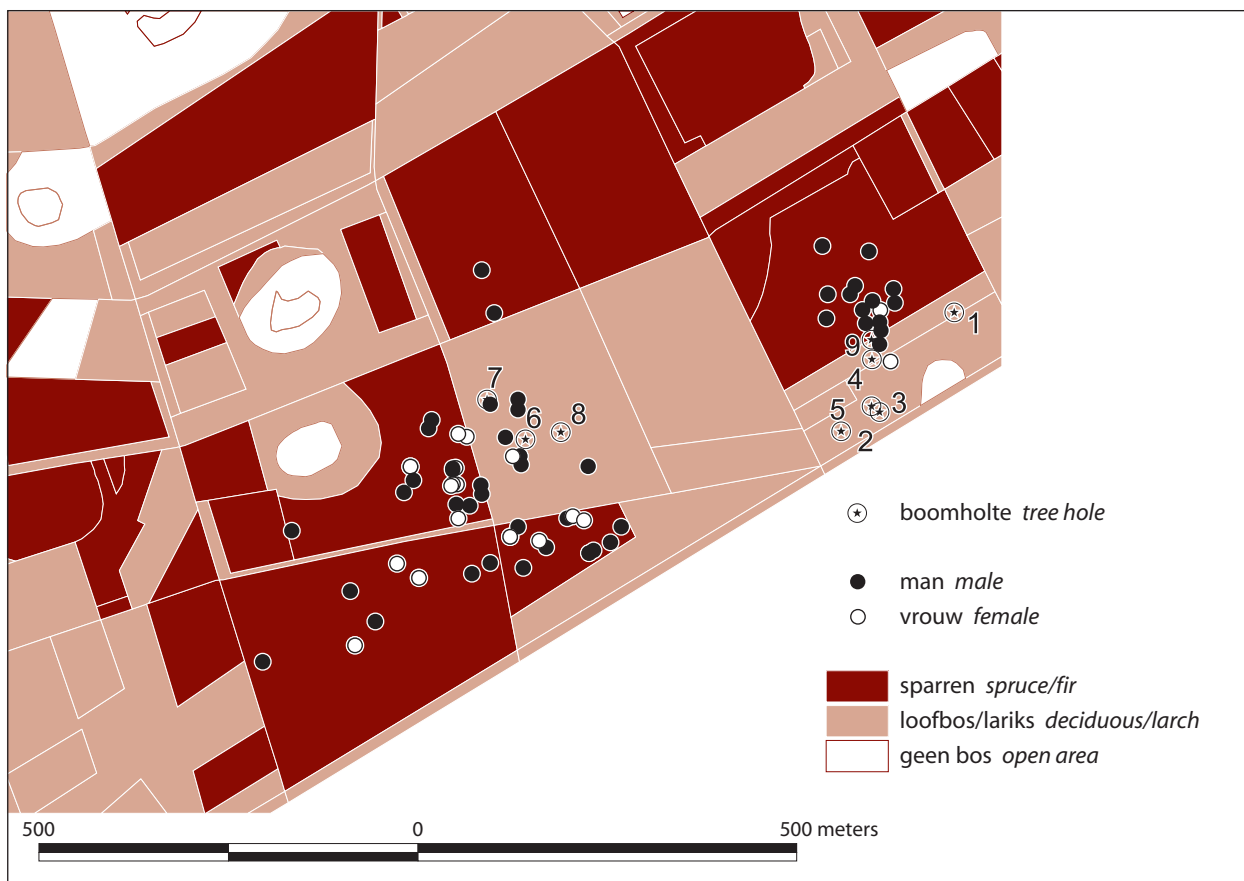 1
9
4
7
6
8
5
3
2
boomholte tree hole
man male
vrouw female
sparren spruce/fir
loofbos/lariks deciduous/larch
geen bos open area
500 0 500 meters